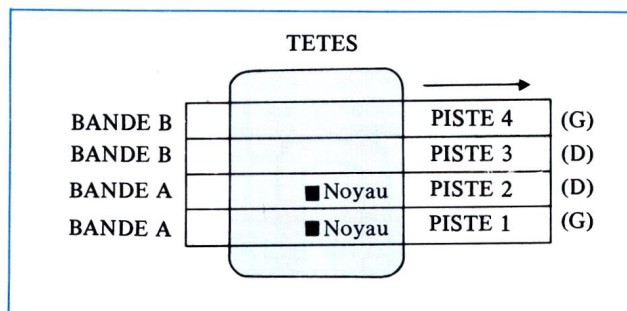 TETES
BANDE B PISTE 4 (G)
BANDE B PISTE 3 (D)
BANDE A Noyau PISTE 2 (D)
BANDE A Noyau PISTE 1 (G)